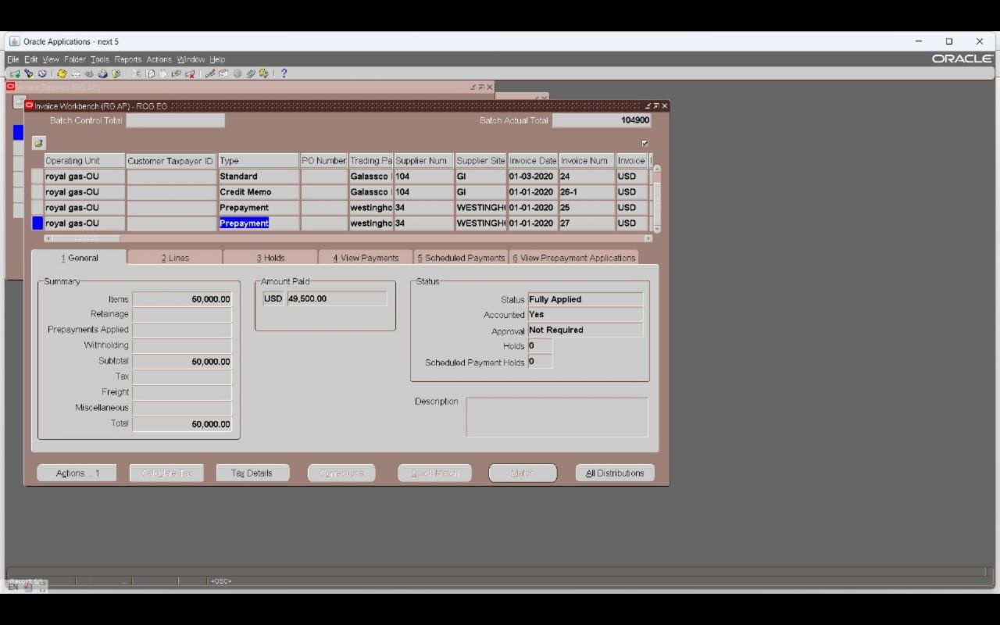 Oracle Applications - next 5
File Edit View Folder Tools Reports Actions Window Help
ORACLE
Invoice Batches (RG AP)
Invoice Workbench (RG AP) - ROG EG
Batch Control Total
Batch Actual Total 104900
Operating Unit Customer Taxpayer ID Type PO Number Trading Pa Supplier Num Supplier Site Invoice Date Invoice Num Invoice
royal gas-OU Standard Galassco 104 GI 01-03-2020 24 USD
royal gas-OU Credit Memo Galassco 104 GI 01-01-2020 26-1 USD
royal gas-OU Prepayment westingho 34 WESTINGH 01-01-2020 25 USD
royal gas-OU Prepayment westingho 34 WESTINGH 01-01-2020 27 USD
1 General 2 Lines 3 Holds 4 View Payments 5 Scheduled Payments 6 View Prepayment Applications
Summary
Items 50,000.00
Retainage
Prepayments Applied
Withholding
Subtotal 50,000.00
Tax
Freight
Miscellaneous
Total 50,000.00
Amount Paid
USD 49,500.00
Status
Status Fully Applied
Accounted Yes
Approval Not Required
Holds 0
Scheduled Payment Holds 0
Description
Actions... 1 Calculate Tax Tax Details Corrections Quick Match Match All Distributions
Record: 5/5 ... <OSC>
EN